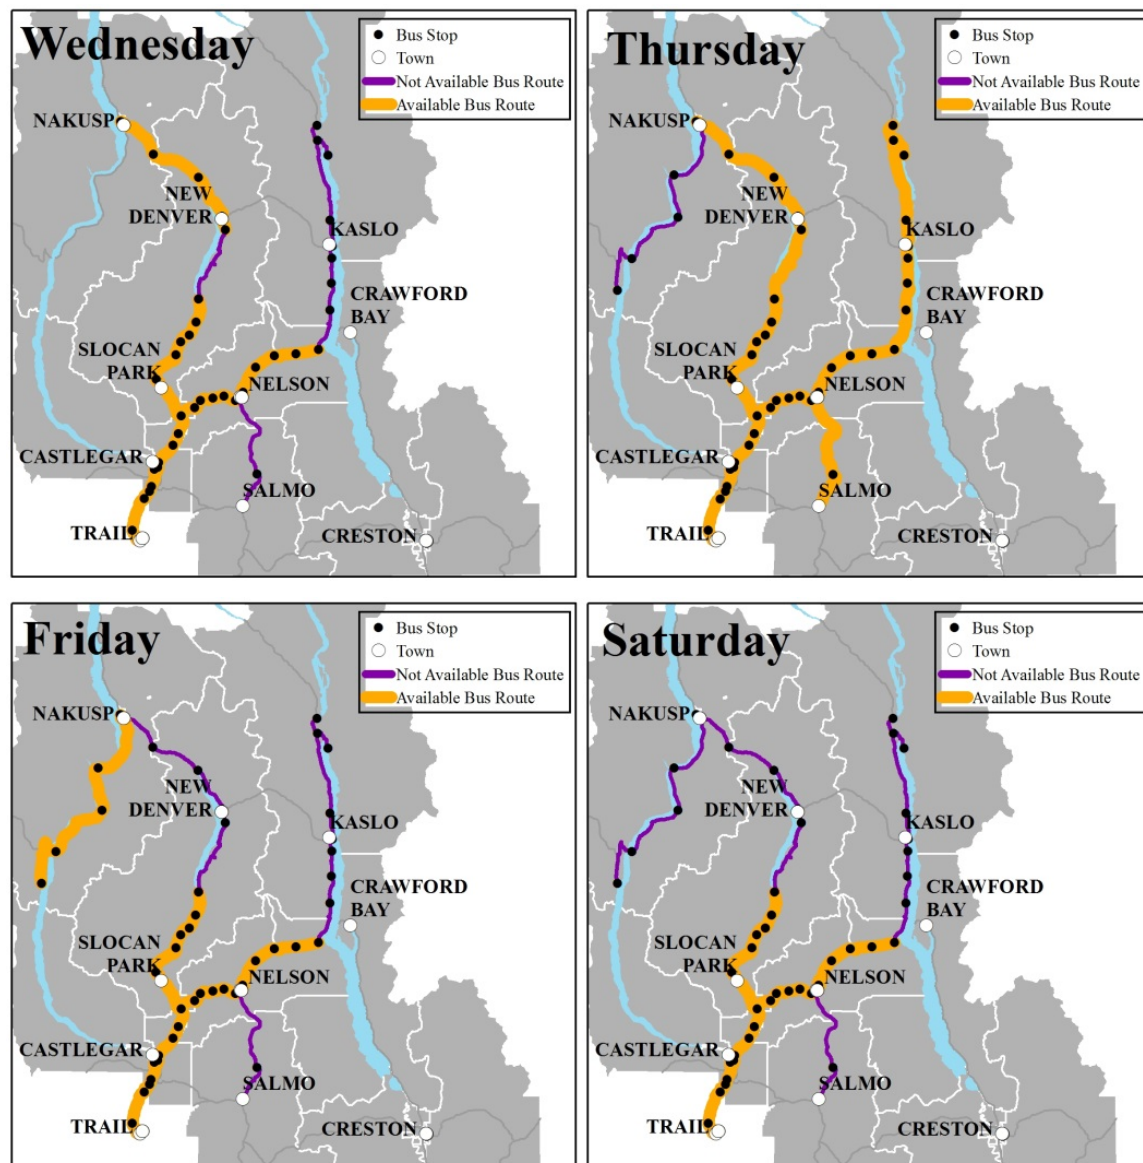 Wednesday
Bus Stop
Town
Not Available Bus Route
Available Bus Route
NAKUSP
NEW
DENVER
KASLO
CRAWFORD
BAY
SLOCAN
PARK
NELSON
CASTLEGAR
SALMO
TRAIL
CRESTON
Thursday
Bus Stop
Town
Not Available Bus Route
Available Bus Route
NAKUSP
NEW
DENVER
KASLO
CRAWFORD
BAY
SLOCAN
PARK
NELSON
CASTLEGAR
SALMO
TRAIL
CRESTON
Friday
Bus Stop
Town
Not Available Bus Route
Available Bus Route
NAKUSP
NEW
DENVER
KASLO
CRAWFORD
BAY
SLOCAN
PARK
NELSON
CASTLEGAR
SALMO
TRAIL
CRESTON
Saturday
Bus Stop
Town
Not Available Bus Route
Available Bus Route
NAKUSP
NEW
DENVER
KASLO
CRAWFORD
BAY
SLOCAN
PARK
NELSON
CASTLEGAR
SALMO
TRAIL
CRESTON